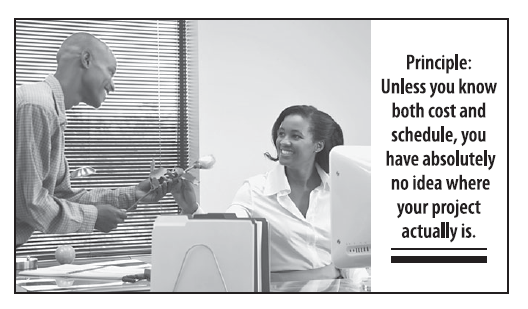 Principle:
Unless you know
both cost and
schedule, you
have absolutely
no idea where
your project
actually is.